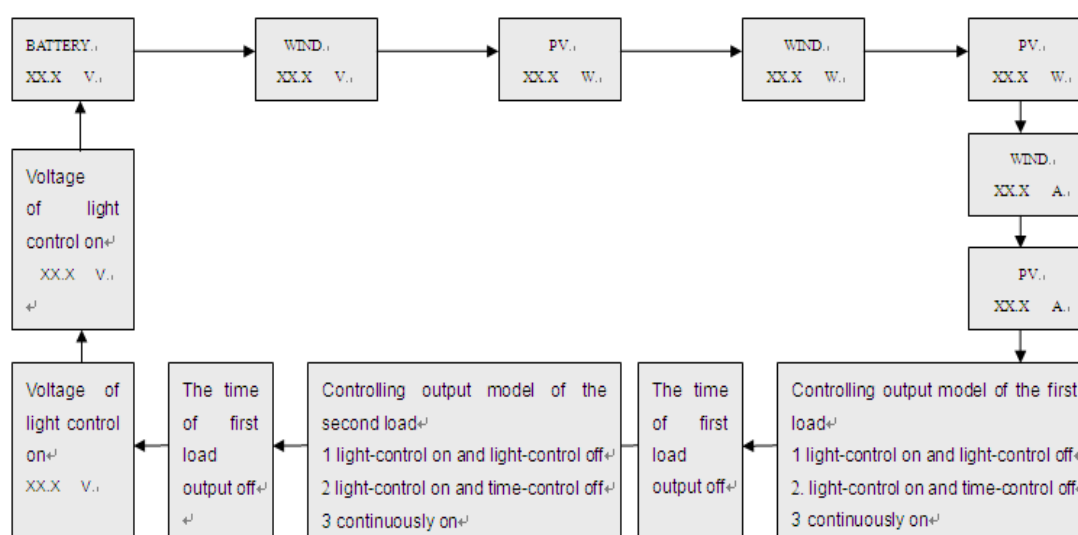 BATTERY
XX.X V
WIND
XX.X V
PV
XX.X W
WIND
XX.X W
PV
XX.X W
WIND
XX.X A
PV
XX.X A
Controlling output model of the first
load
1 light-control on and light-control off
2. light-control on and time-control off
3 continuously on
The time
of first
load
output off
Controlling output model of the
second load
1 light-control on and light-control off
2 light-control on and time-control off
3 continuously on
The time
of first
load
output off
Voltage of
light control
on
XX.X V
Voltage
of light
control on
XX.X V